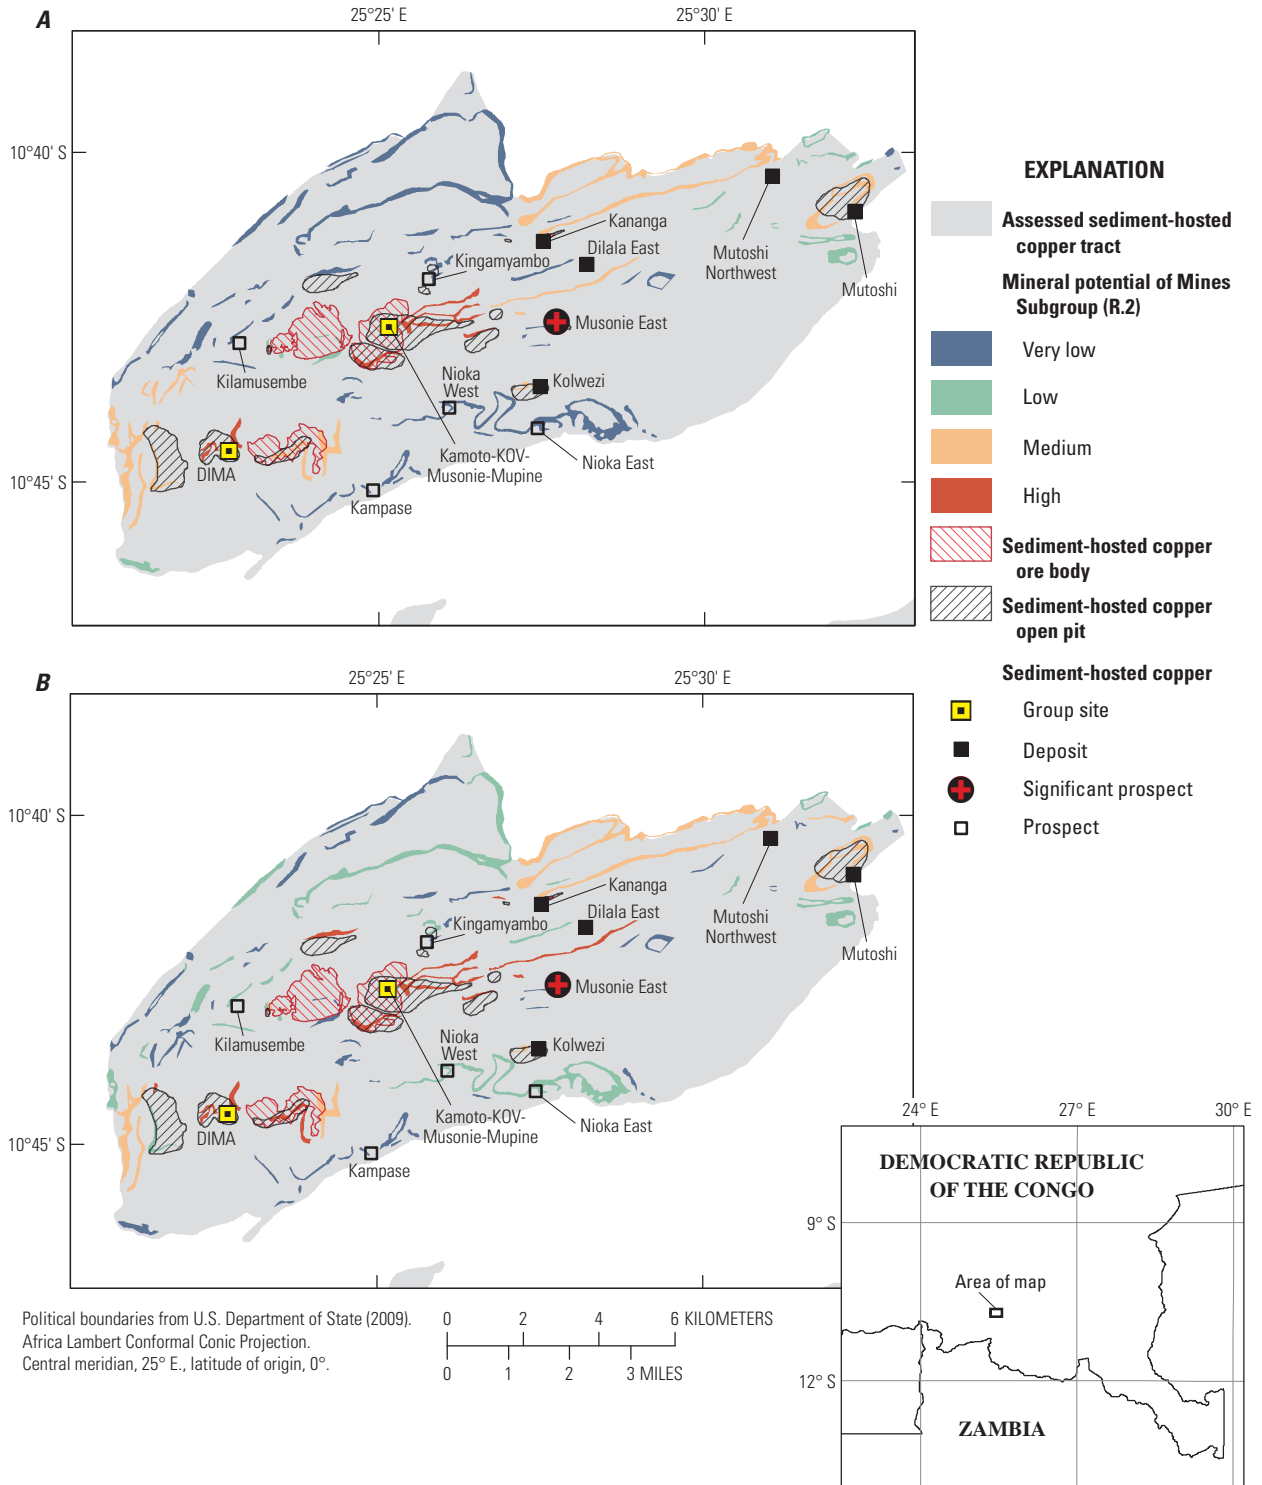 A
25°25' E
25°30' E
10°40' S
10°45' S
Kananga
Dilala East
Kingamyambo
Mutoshi
Northwest
Mutoshi
Musonie East
Kilamusembe
Nioka
West
Kolwezi
Kamoto-KOV-
Musonie-Mupine
Nioka East
DIMA
Kampase
EXPLANATION
Assessed sediment-hosted
copper tract
Mineral potential of Mines
Subgroup (R.2)
Very low
Low
Medium
High
Sediment-hosted copper
ore body
Sediment-hosted copper
open pit
Sediment-hosted copper
Group site
Deposit
Significant prospect
Prospect
B
25°25' E
25°30' E
10°40' S
10°45' S
Kananga
Dilala East
Kingamyambo
Mutoshi
Northwest
Mutoshi
Musonie East
Kilamusembe
Nioka
West
Kolwezi
Kamoto-KOV-
Musonie-Mupine
Nioka East
DIMA
Kampase
Political boundaries from U.S. Department of State (2009).
Africa Lambert Conformal Conic Projection.
Central meridian, 25° E., latitude of origin, 0°.
0 2 4 6 KILOMETERS
0 1 2 3 MILES
24° E 27° E 30° E
9° S
12° S
DEMOCRATIC REPUBLIC
OF THE CONGO
Area of map
ZAMBIA